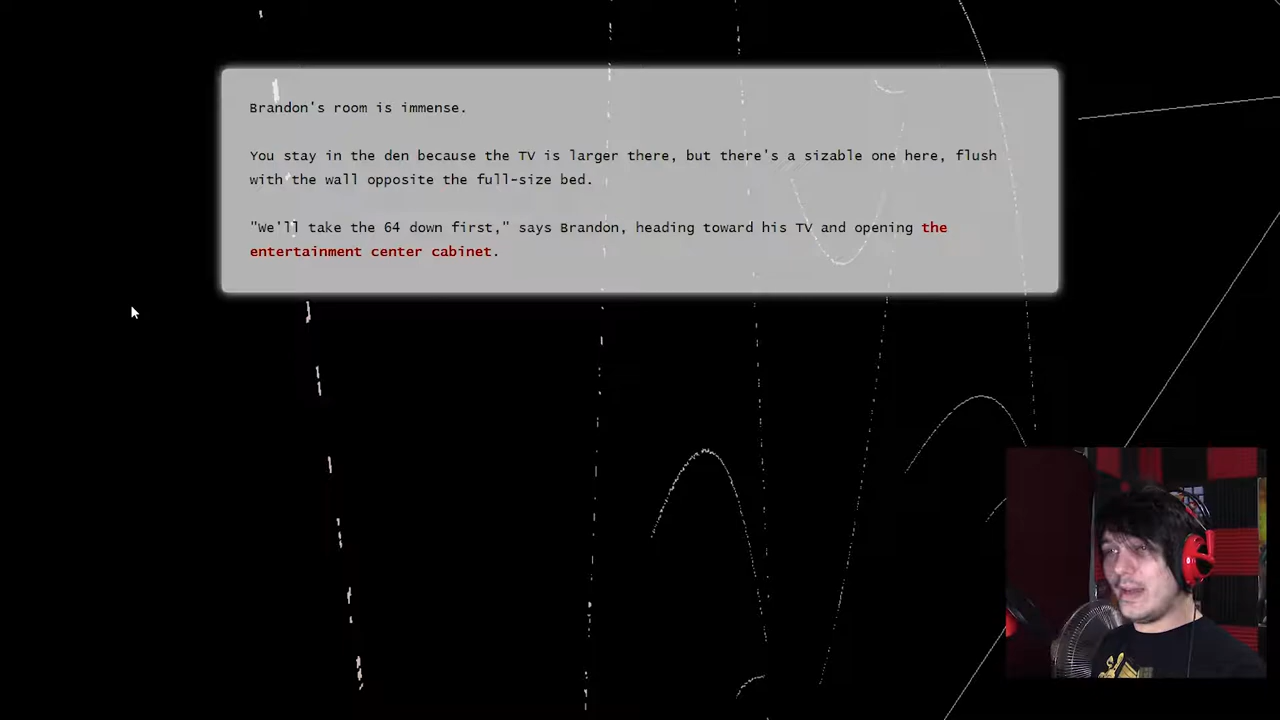 Brandon's room is immense.
You stay in the den because the TV is larger there, but there's a sizable one here, flush
with the wall opposite the full-size bed.
"We'll take the 64 down first," says Brandon, heading toward his TV and opening the
entertainment center cabinet.